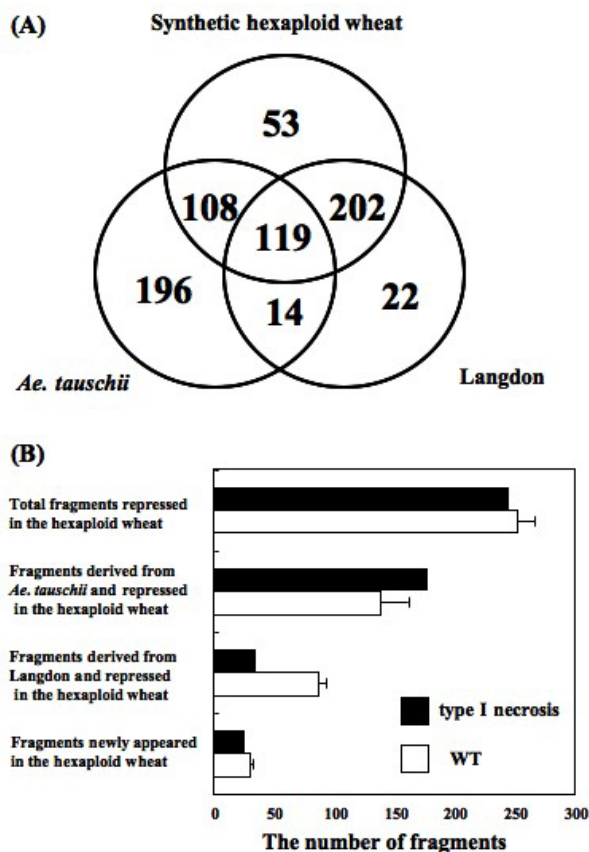 (A)
Synthetic hexaploid wheat
53
108
202
119
196
14
22
Ae. tauschii
Langdon
(B)
Total fragments repressed
in the hexaploid wheat
Fragments derived from
Ae. tauschii and repressed
in the hexaploid wheat
Fragments derived from
Langdon and repressed
in the hexaploid wheat
Fragments newly appeared
in the hexaploid wheat
type I necrosis
WT
0 50 100 150 200 250 300
The number of fragments